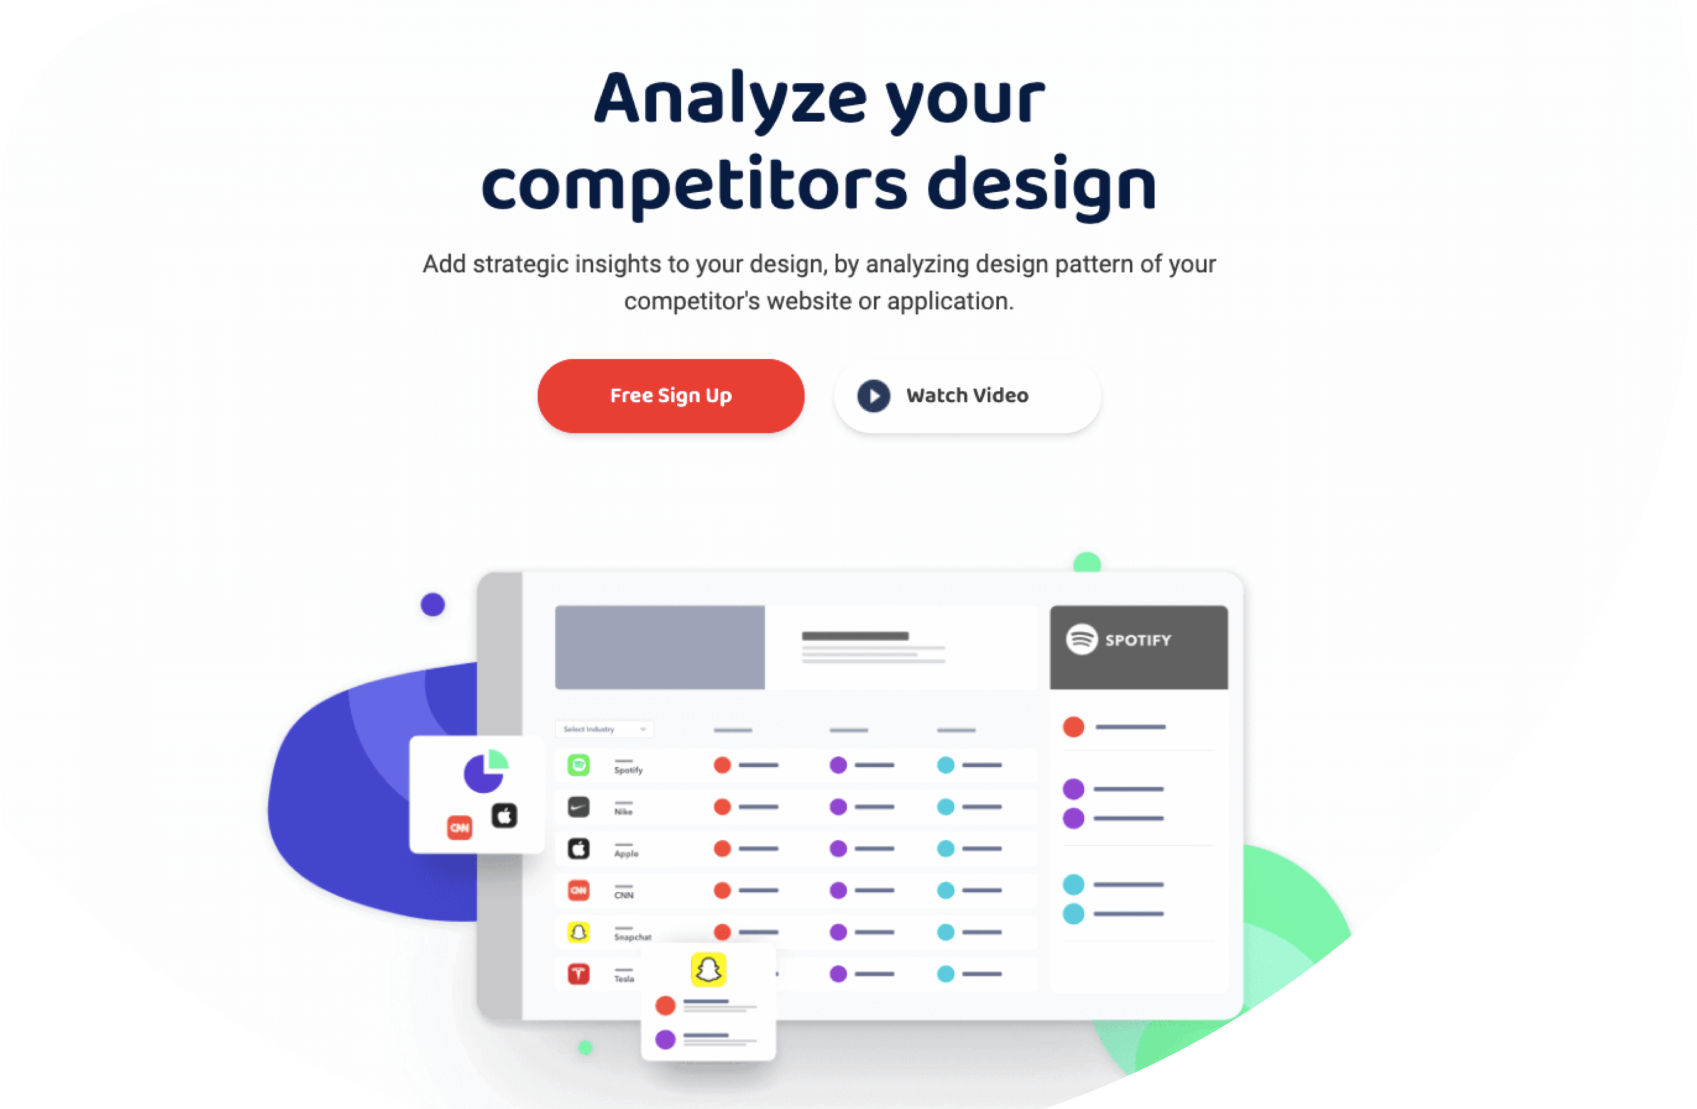 Analyze your
competitors design
Add strategic insights to your design, by analyzing design pattern of your
competitor's website or application.
Free Sign Up
Watch Video
SPOTIFY
Select Industry
Spotify
Nike
Apple
CNN
CNN
CNN
Snapchat
Tesla